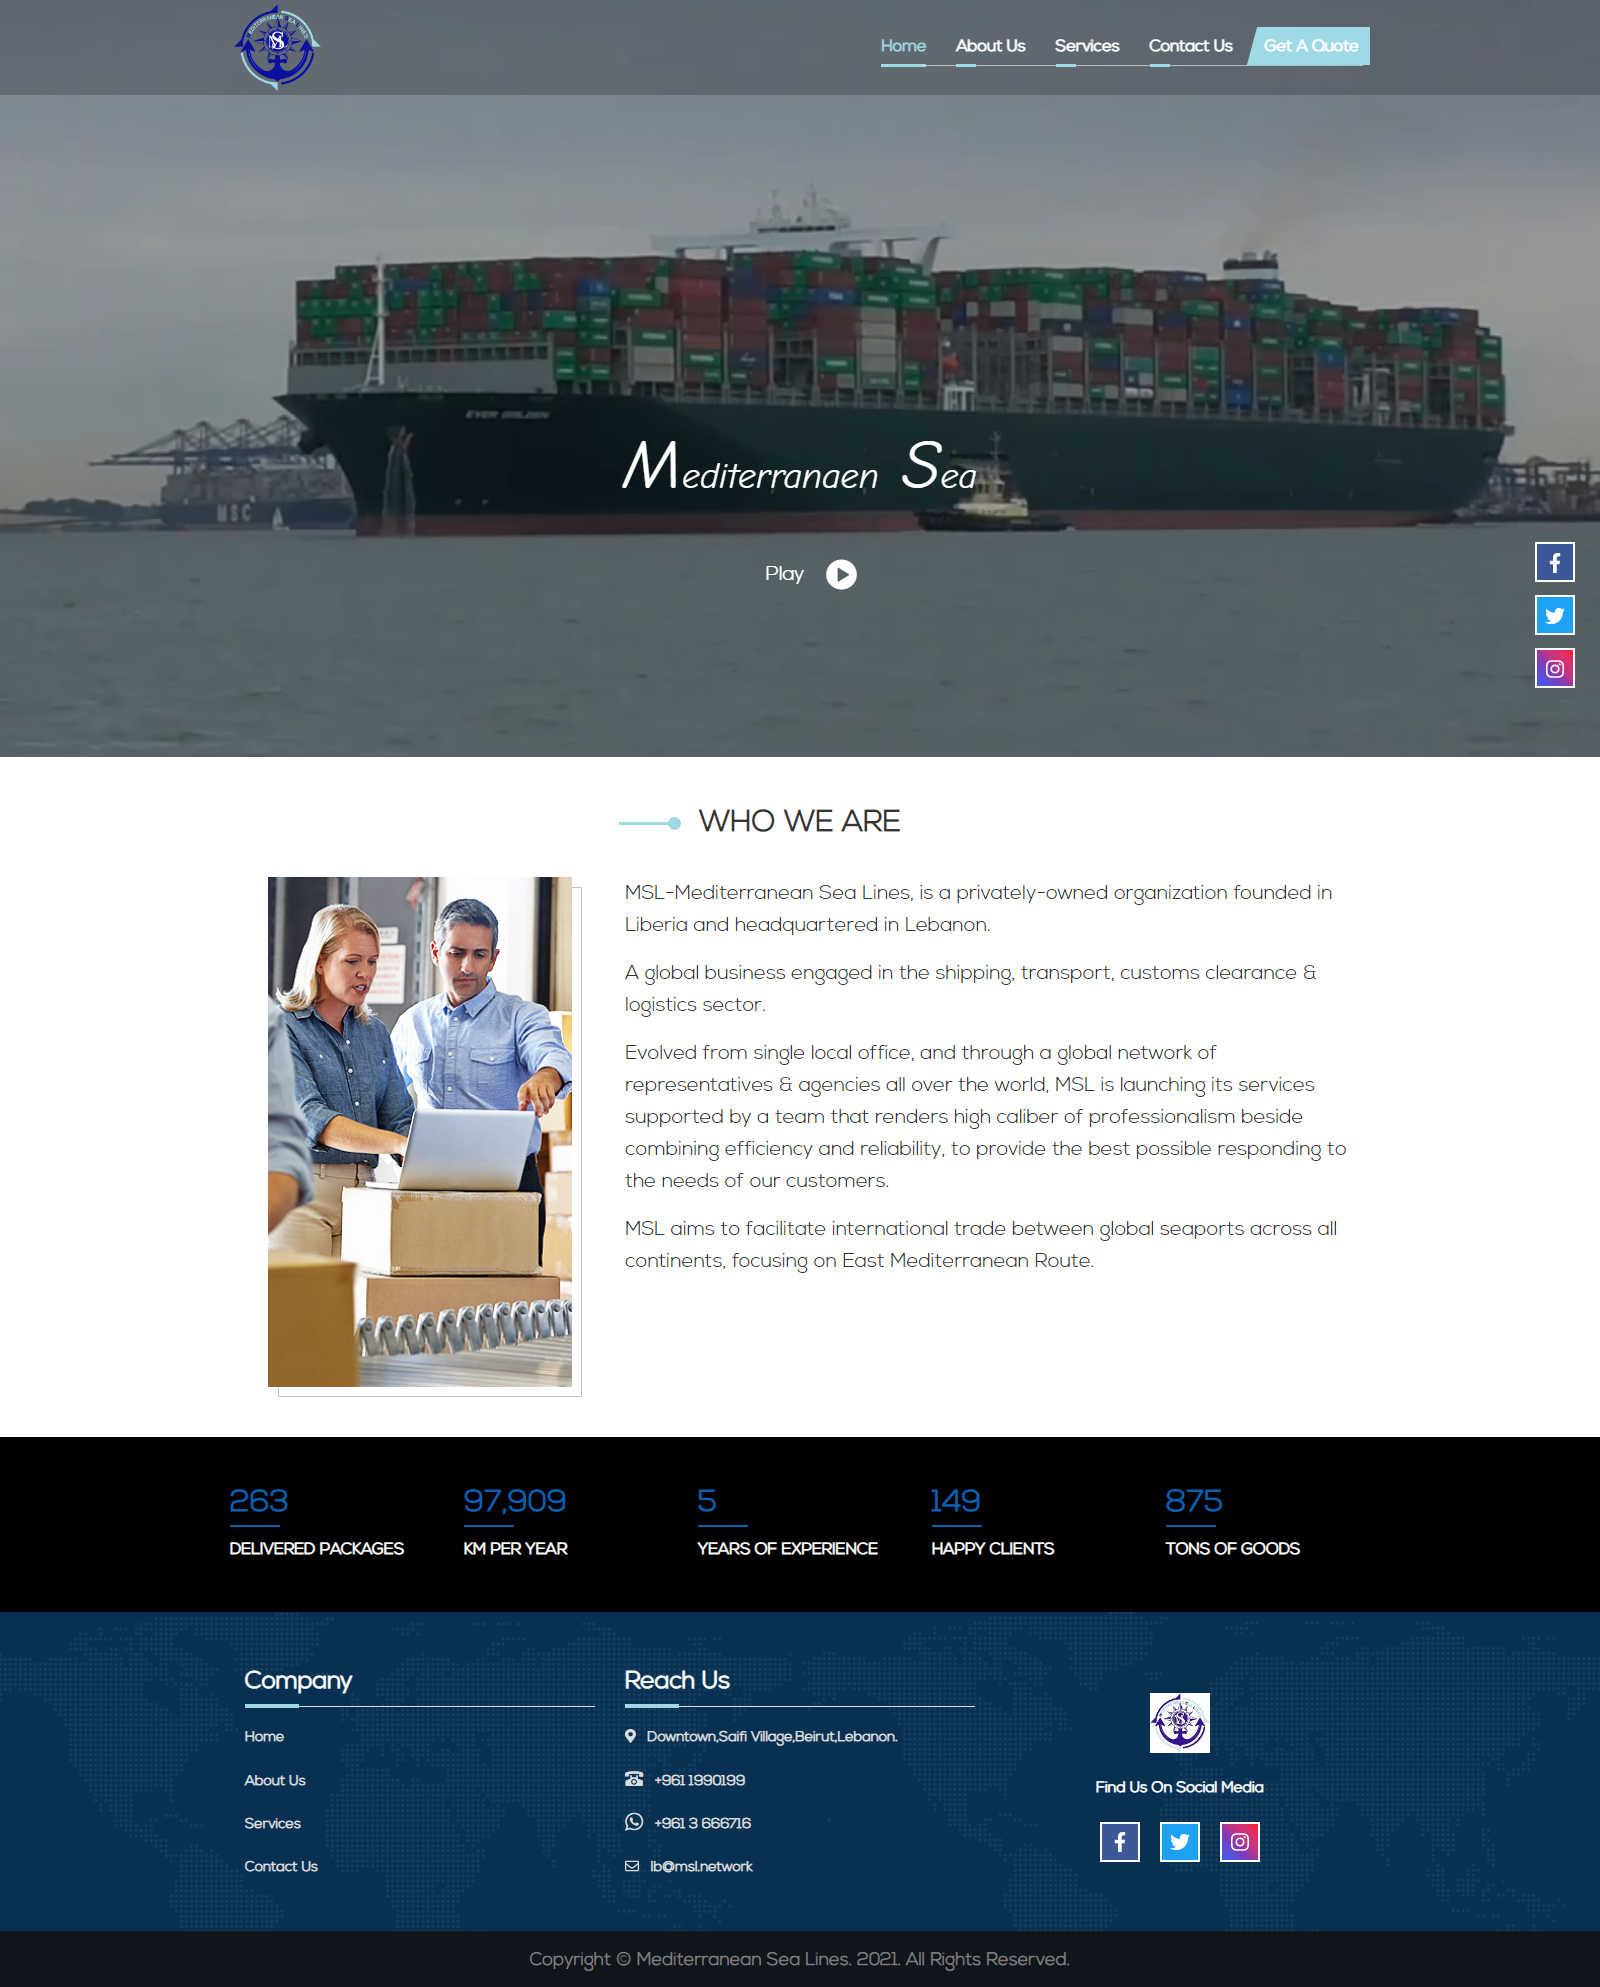 Home
About Us
Services
Contact Us
Get A Quote
EVER GOLDEN
Mediterranaen Sea
MSC
Play
WHO WE ARE
MSL-Mediterranean Sea Lines, is a privately-owned organization founded in
Liberia and headquartered in Lebanon.
A global business engaged in the shipping, transport, customs clearance &
logistics sector.
Evolved from single local office, and through a global network of
representatives & agencies all over the world, MSL is launching its services
supported by a team that renders high caliber of professionalism beside
combining efficiency and reliability, to provide the best possible responding to
the needs of our customers.
MSL aims to facilitate international trade between global seaports across all
continents, focusing on East Mediterranean Route.
263
DELIVERED PACKAGES
97,909
KM PER YEAR
5
YEARS OF EXPERIENCE
149
HAPPY CLIENTS
875
TONS OF GOODS
Company
Home
About Us
Services
Contact Us
Reach Us
Downtown,Saifi Village,Beirut,Lebanon.
+961 1990199
+961 3 666716
lb@msl.network
Find Us On Social Media
Copyright © Mediterranean Sea Lines. 2021. All Rights Reserved.